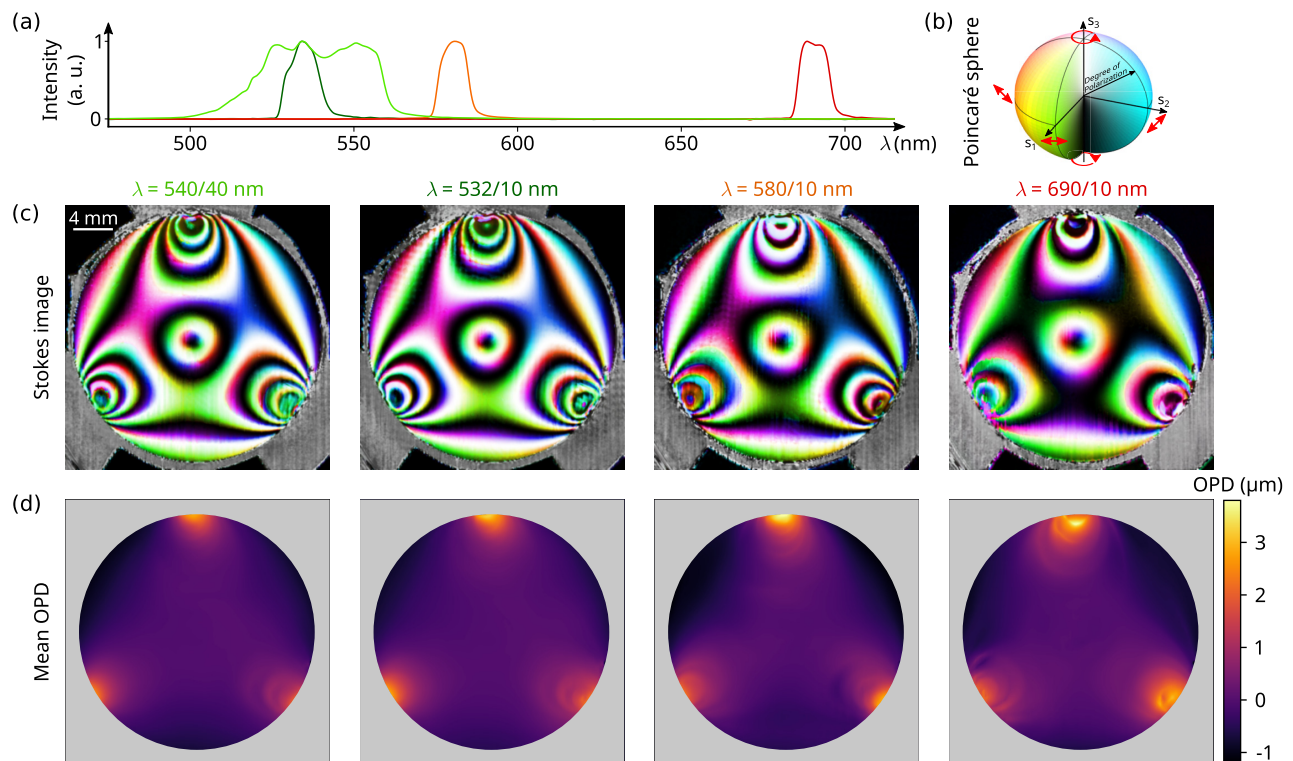 (a)
Intensity
(a. u.)
1
0
500
550
600
650
700
λ(nm)
(b)
Poincaré sphere
s3
Degree of
Polarization
s2
s1
λ = 540/40 nm
λ = 532/10 nm
λ = 580/10 nm
λ = 690/10 nm
(c)
4 mm
Stokes image
(d)
Mean OPD
OPD (μm)
3
2
1
0
-1